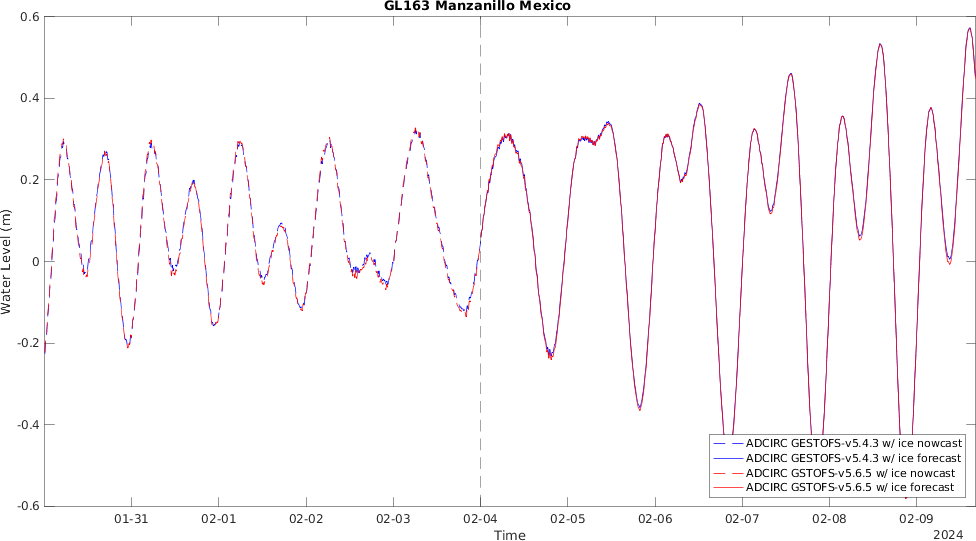 GL163 Manzanillo Mexico
0.6
0.4
0.2
0
-0.2
-0.4
-0.6
Water Level (m)
ADCIRC GESTOFS-v5.4.3 w/ ice nowcast
ADCIRC GESTOFS-v5.4.3 w/ ice forecast
ADCIRC GSTOFS-v5.6.5 w/ ice nowcast
ADCIRC GSTOFS-v5.6.5 w/ ice forecast
01-31 02-01 02-02 02-03 02-04 02-05 02-06 02-07 02-08 02-09
Time
2024